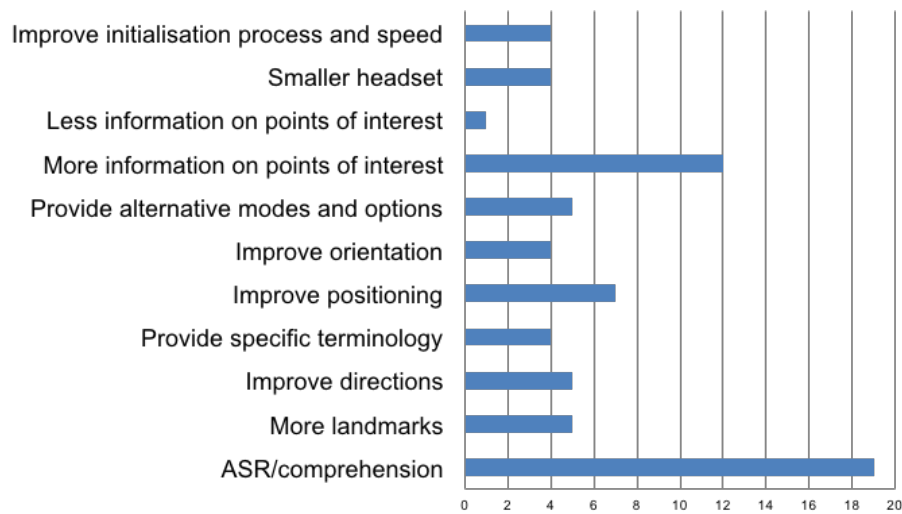 Improve initialisation process and speed
Smaller headset
Less information on points of interest
More information on points of interest
Provide alternative modes and options
Improve orientation
Improve positioning
Provide specific terminology
Improve directions
More landmarks
ASR/comprehension
0 2 4 6 8 10 12 14 16 18 20